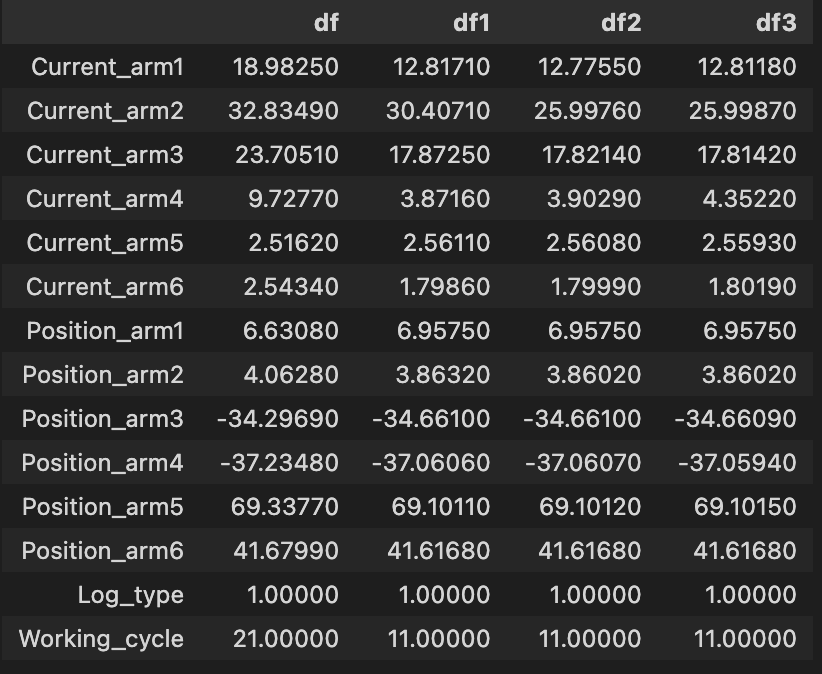 df df1 df2 df3
Current_arm1 18.98250 12.81710 12.77550 12.81180
Current_arm2 32.83490 30.40710 25.99760 25.99870
Current_arm3 23.70510 17.87250 17.82140 17.81420
Current_arm4 9.72770 3.87160 3.90290 4.35220
Current_arm5 2.51620 2.56110 2.56080 2.55930
Current_arm6 2.54340 1.79860 1.79990 1.80190
Position_arm1 6.63080 6.95750 6.95750 6.95750
Position_arm2 4.06280 3.86320 3.86020 3.86020
Position_arm3 -34.29690 -34.66100 -34.66100 -34.66090
Position_arm4 -37.23480 -37.06060 -37.06070 -37.05940
Position_arm5 69.33770 69.10110 69.10120 69.10150
Position_arm6 41.67990 41.61680 41.61680 41.61680
Log_type 1.00000 1.00000 1.00000 1.00000
Working_cycle 21.00000 11.00000 11.00000 11.00000